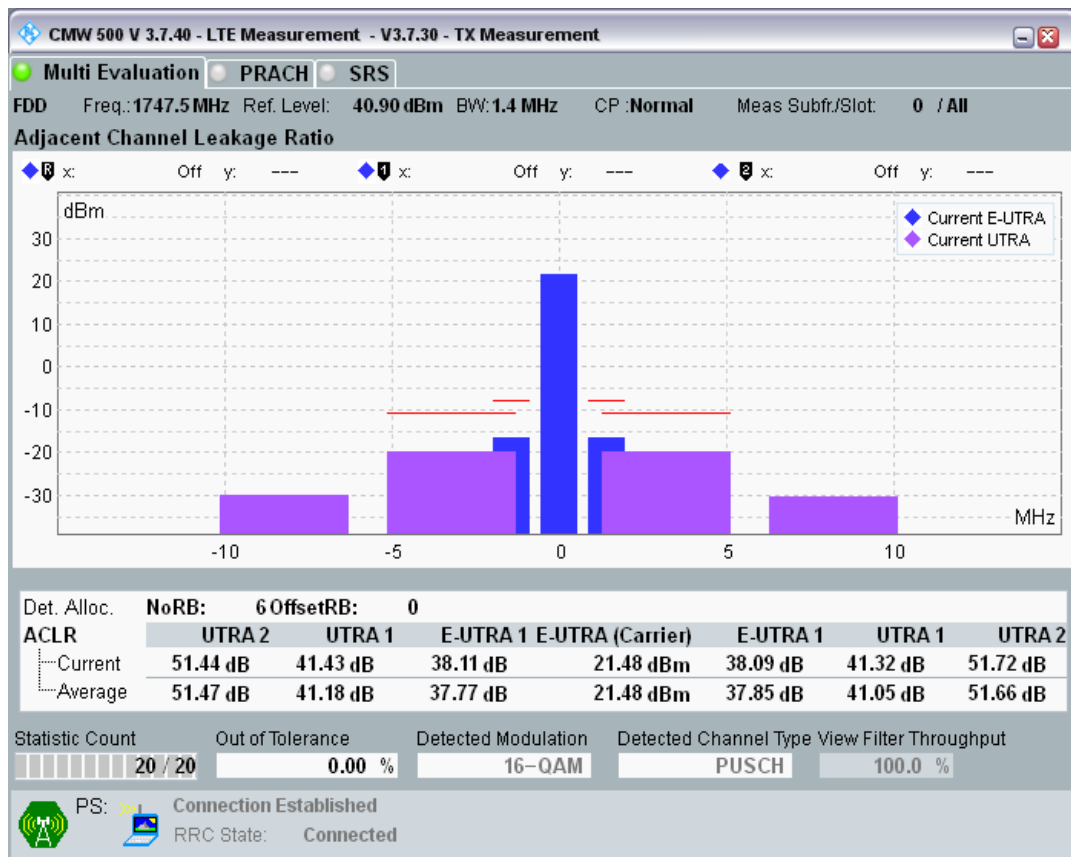 CMW 500 V 3.7.40 - LTE Measurement - V3.7.30 - TX Measurement
Multi Evaluation PRACH SRS
FDD Freq.: 1747.5 MHz Ref. Level: 40.90 dBm BW: 1.4 MHz CP :Normal Meas Subfr./Slot: 0 / All
Adjacent Channel Leakage Ratio
R x: Off y: --- 1 x: Off y: --- 2 x: Off y: ---
dBm
Current E-UTRA
Current UTRA
30
20
10
0
-10
-20
-30
MHz
-10 -5 0 5 10
Det. Alloc. NoRB: 6 OffsetRB: 0
ACLR UTRA 2 UTRA 1 E-UTRA 1 E-UTRA (Carrier) E-UTRA 1 UTRA 1 UTRA 2
Current 51.44 dB 41.43 dB 38.11 dB 21.48 dBm 38.09 dB 41.32 dB 51.72 dB
Average 51.47 dB 41.18 dB 37.77 dB 21.48 dBm 37.85 dB 41.05 dB 51.66 dB
Statistic Count Out of Tolerance Detected Modulation Detected Channel Type View Filter Throughput
20 / 20 0.00 % 16-QAM PUSCH 100.0 %
PS: Connection Established
RRC State: Connected